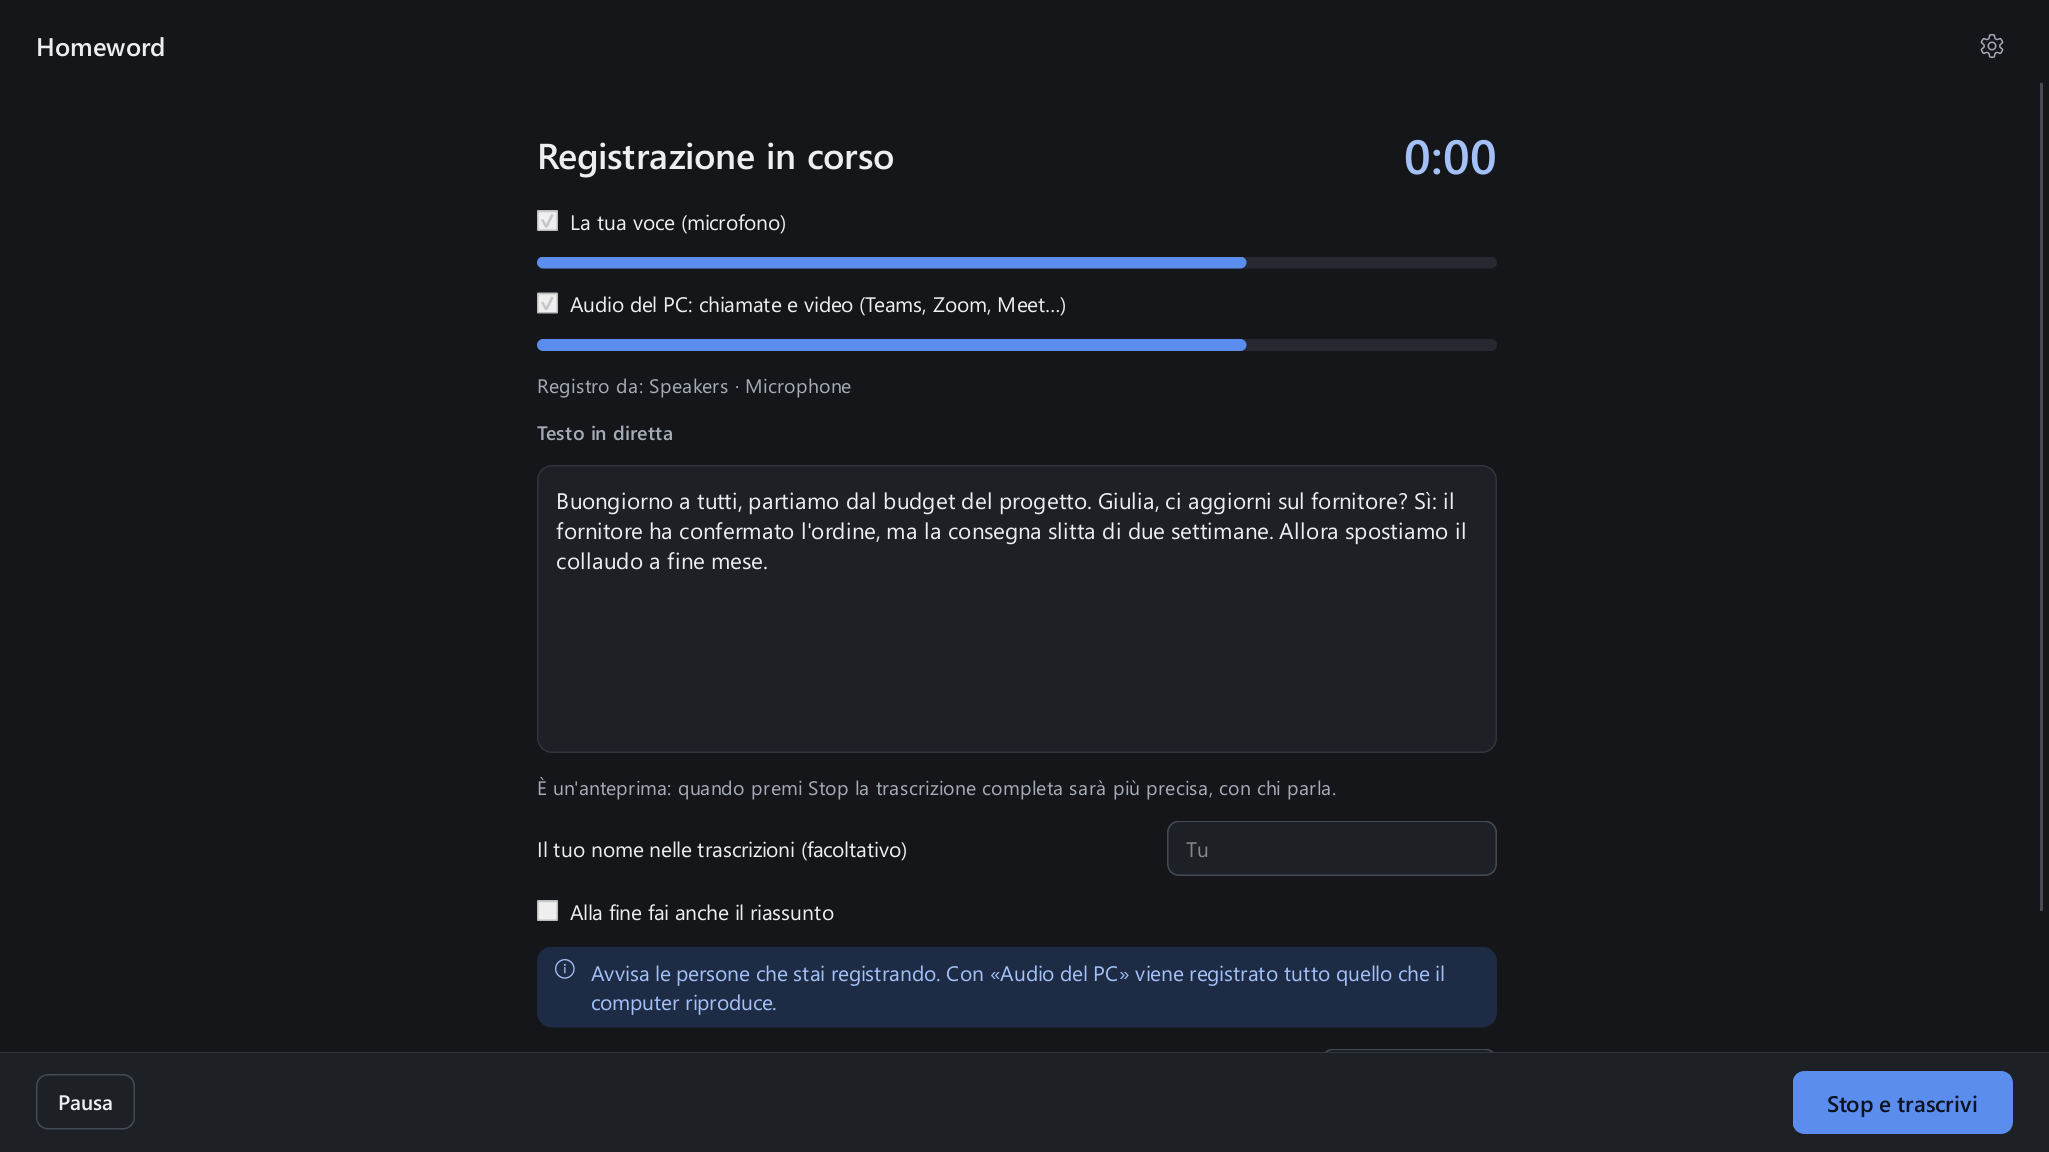 Homeword
Registrazione in corso
0:00
La tua voce (microfono)
Audio del PC: chiamate e video (Teams, Zoom, Meet...)
Registro da: Speakers · Microphone
Testo in diretta
Buongiorno a tutti, partiamo dal budget del progetto. Giulia, ci aggiorni sul fornitore? Sì: il
fornitore ha confermato l'ordine, ma la consegna slitta di due settimane. Allora spostiamo il
collaudo a fine mese.
È un'anteprima: quando premi Stop la trascrizione completa sarà più precisa, con chi parla.
Il tuo nome nelle trascrizioni (facoltativo)
Tu
Alla fine fai anche il riassunto
Avvisa le persone che stai registrando. Con «Audio del PC» viene registrato tutto quello che il
computer riproduce.
Pausa
Stop e trascrivi